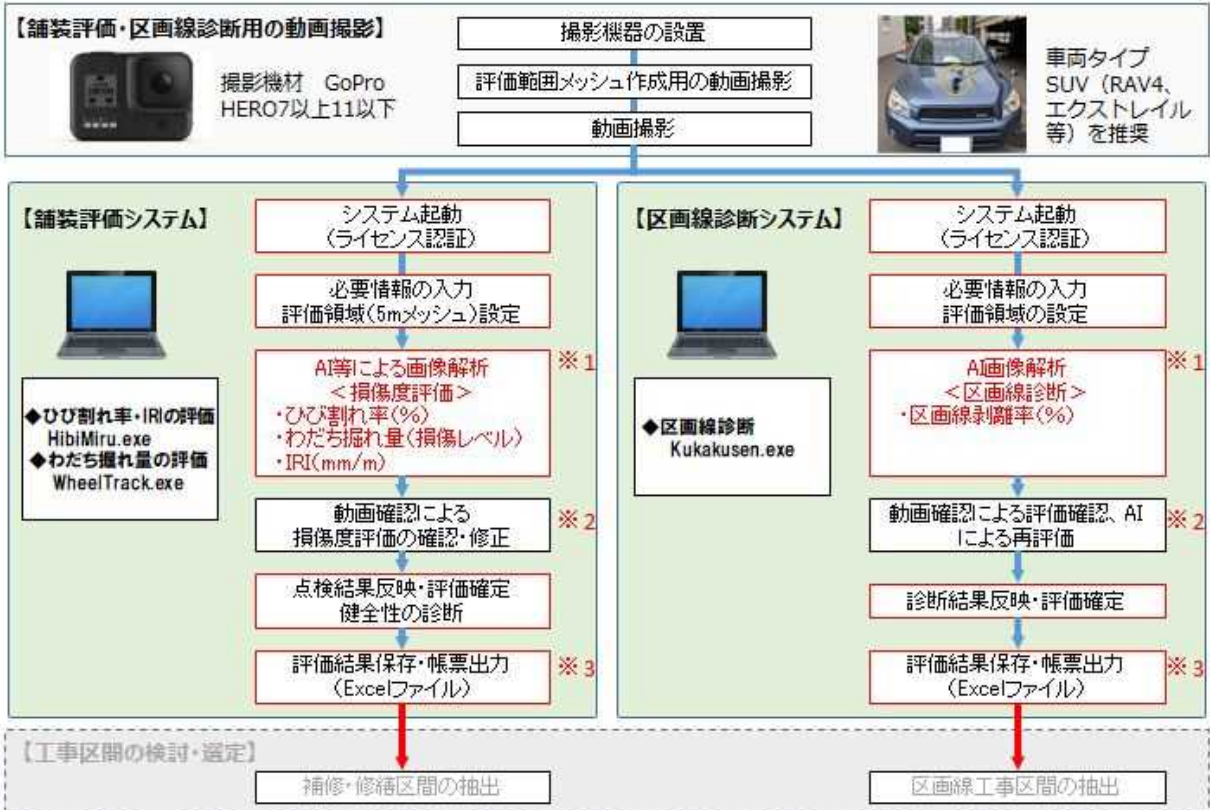 【舗装評価・区画線診断用の動画撮影】
撮影機材 GoPro
HERO7以上11以下
撮影機器の設置
評価範囲メッシュ作成用の動画撮影
動画撮影
車両タイプ
SUV（RAV4、
エクストレイル
等）を推奨
【舗装評価システム】
システム起動
（ライセンス認証）
必要情報の入力
評価領域（5mメッシュ）設定
AI等による画像解析
＜損傷度評価＞
・ひび割れ率（%）
・わだち掘れ量（損傷レベル）
・IRI（mm/m）
※1
◆ひび割れ率・IRIの評価
HibiMiru.exe
◆わだち掘れ量の評価
WheelTrack.exe
動画確認による
損傷度評価の確認・修正
※2
点検結果反映・評価確定
健全性の診断
評価結果保存・帳票出力
（Excelファイル）
※3
【区画線診断システム】
システム起動
（ライセンス認証）
必要情報の入力
評価領域の設定
AI画像解析
＜区画線診断＞
・区画線剥離率（%）
※1
◆区画線診断
Kukakusen.exe
動画確認による評価確認、AI
による再評価
※2
診断結果反映・評価確定
評価結果保存・帳票出力
（Excelファイル）
※3
【工事区間の検討・選定】
補修・修繕区間の抽出
区画線工事区間の抽出